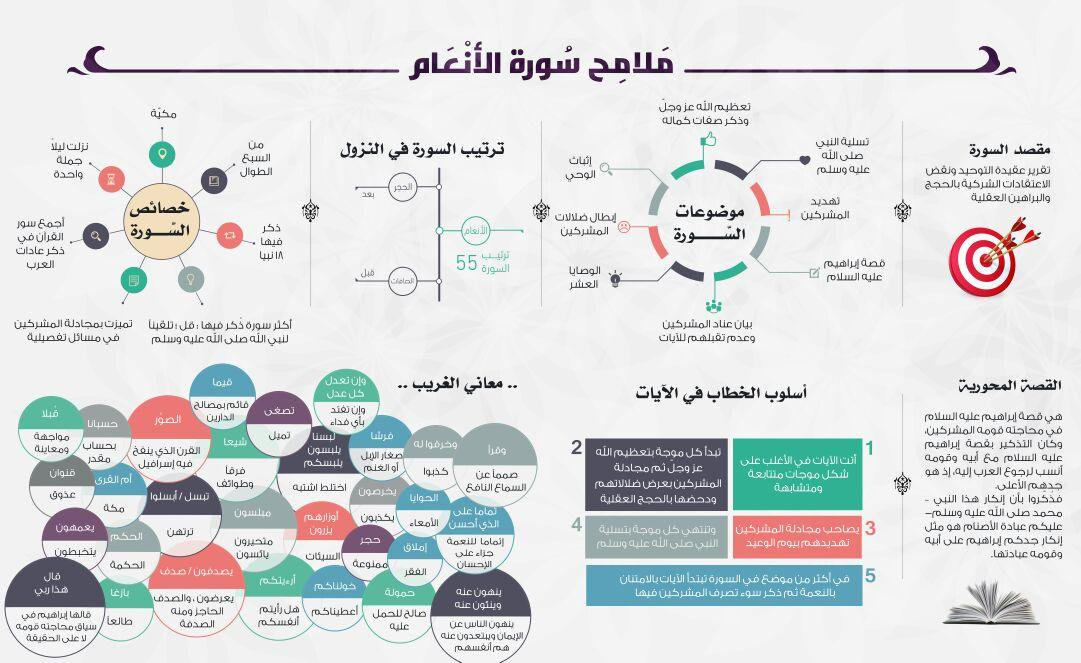 مَلامِح سُورة الأَنْعَام
مقصد السورة
تقرير عقيدة التوحيد ونقض
الاعتقادات الشركية بالحجج
والبراهين العقلية
موضوعات
السّورة
تعظيم الله عز وجلّ
وذكر صفات كماله
تسلية النبي
صلى الله
عليه وسلم
تهديد
المشركين
قصة إبراهيم
عليه السلام
بيان عناد المشركين
وعدم تقبلهم للآيات
الوصايا
العشر
إبطال ضلالات
المشركين
إثبات
الوحي
ترتيب السورة في النزول
الحجر
بعد
الأنعام
ترتيب
السورة
55
الصافات
قبل
خصائص
السّورة
مكيّة
من
السبع
الطوال
ذكر
فيها
١٨ نبيا
أكثر سورة ذُكر فيها : قل ؛ تلقيناً
لنبي الله صلى الله عليه وسلم
تميزت بمجادلة المشركين
في مسائل تفصيلية
أجمع سور
القرآن في
ذكر عادات
العرب
نزلت ليلاً
جملة
واحدة
القصة المحورية
هي قصة إبراهيم عليه السلام
في محاجته قومه المشركين،
وكان التذكير بقصة إبراهيم
عليه السلام مع أبيه وقومه
أنسب لرجوع العرب إليه، إذ هو
جدهم الأعلى.
فذُكروا بأن إنكار هذا النبي -
محمد صلى الله عليه وسلم–
عليكم عبادة الأصنام هو مثل
إنكار جدكم إبراهيم على أبيه
وقومه عبادتها.
أسلوب الخطاب في الآيات
1
أتت الآيات في الأغلب على
شكل موجات متتابعة
ومتشابهة
2
تبدأ كل موجة بتعظيم الله
عز وجل ثم مجادلة
المشركين بعرض ضلالاتهم
ودحضها بالحجج العقلية
3
يصاحب مجادلة المشركين
تهديدهم بيوم الوعيد
4
وتنتهي كل موجة بتسلية
النبي صلى الله عليه وسلم
5
في أكثر من موضع في السورة تبتدأ الآيات بالامتنان
بالنعمة ثم ذكر سوء تصرف المشركين فيها
.. معاني الغريب ..
وإن تعدل
كل عدل
وإن تفتد
بأي فداء
قيما
قائم بمصالح
الدارين
تصغى
تميل
الصّور
القرن الذي ينفخ
فيه إسرافيل
حسبانا
بحساب
مقدر
قُبلا
مواجهة
ومعاينة
وقرا
صمماً عن
السماع النافع
وخرقوا له
كذبوا
فرشا
صغار الإبل
أو الغنم
لبسنا
يلبسون
يلبسكم
اختلط اشتبه
شيعا
فرقاً
وطوائف
أم القرى
مكة
قنوان
عذوق
تماما على
الذي أحسن
إتماما للنعمة
جزاء على
الإحسان
الحوايا
الأمعاء
يخرصون
يكذبون
أوزارهم
يزرون
السيئات
مبلسون
متحيرون
يائسون
تبسل / أبسلوا
ترتهن
الحكم
الحكمة
يعمهون
يتخبطون
إملاق
الفقر
حجر
ممنوعة
ينهون عنه
وينئون عنه
ينهون الناس عن
الإيمان ويبتعدون عنه
هم أنفسهم
حمولة
صالح للحمل
عليه
خولناكم
أعطيناكم
أرءيتكم
هل رأيتم
أنفسكم
يصدفون / صدف
يعرضون ، والصدف
الحاجز ومنه
الصدفة
بازغا
طالعاً
قال
هذا ربي
قالها إبراهيم في
سياق محاجته قومه
لا على الحقيقة